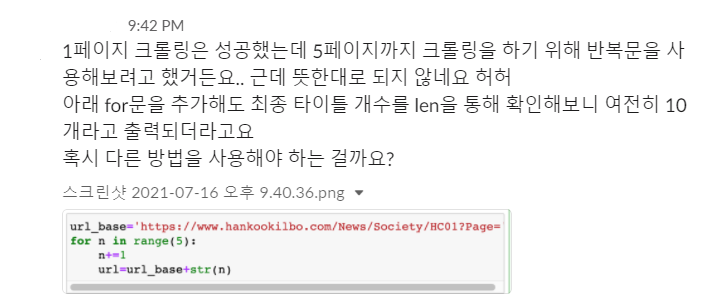 9:42 PM
1페이지 크롤링은 성공했는데 5페이지까지 크롤링을 하기 위해 반복문을 사
용해보려고 했거든요.. 근데 뜻한대로 되지 않네요 허허
아래 for문을 추가해도 최종 타이틀 개수를 len을 통해 확인해보니 여전히 10
개라고 출력되더라고요
혹시 다른 방법을 사용해야 하는 걸까요?
스크린샷 2021-07-16 오후 9.40.36.png
url_base='https://www.hankookilbo.com/News/Society/HC01?Page=
for n in range(5):
    n+=1
    url=url_base+str(n)